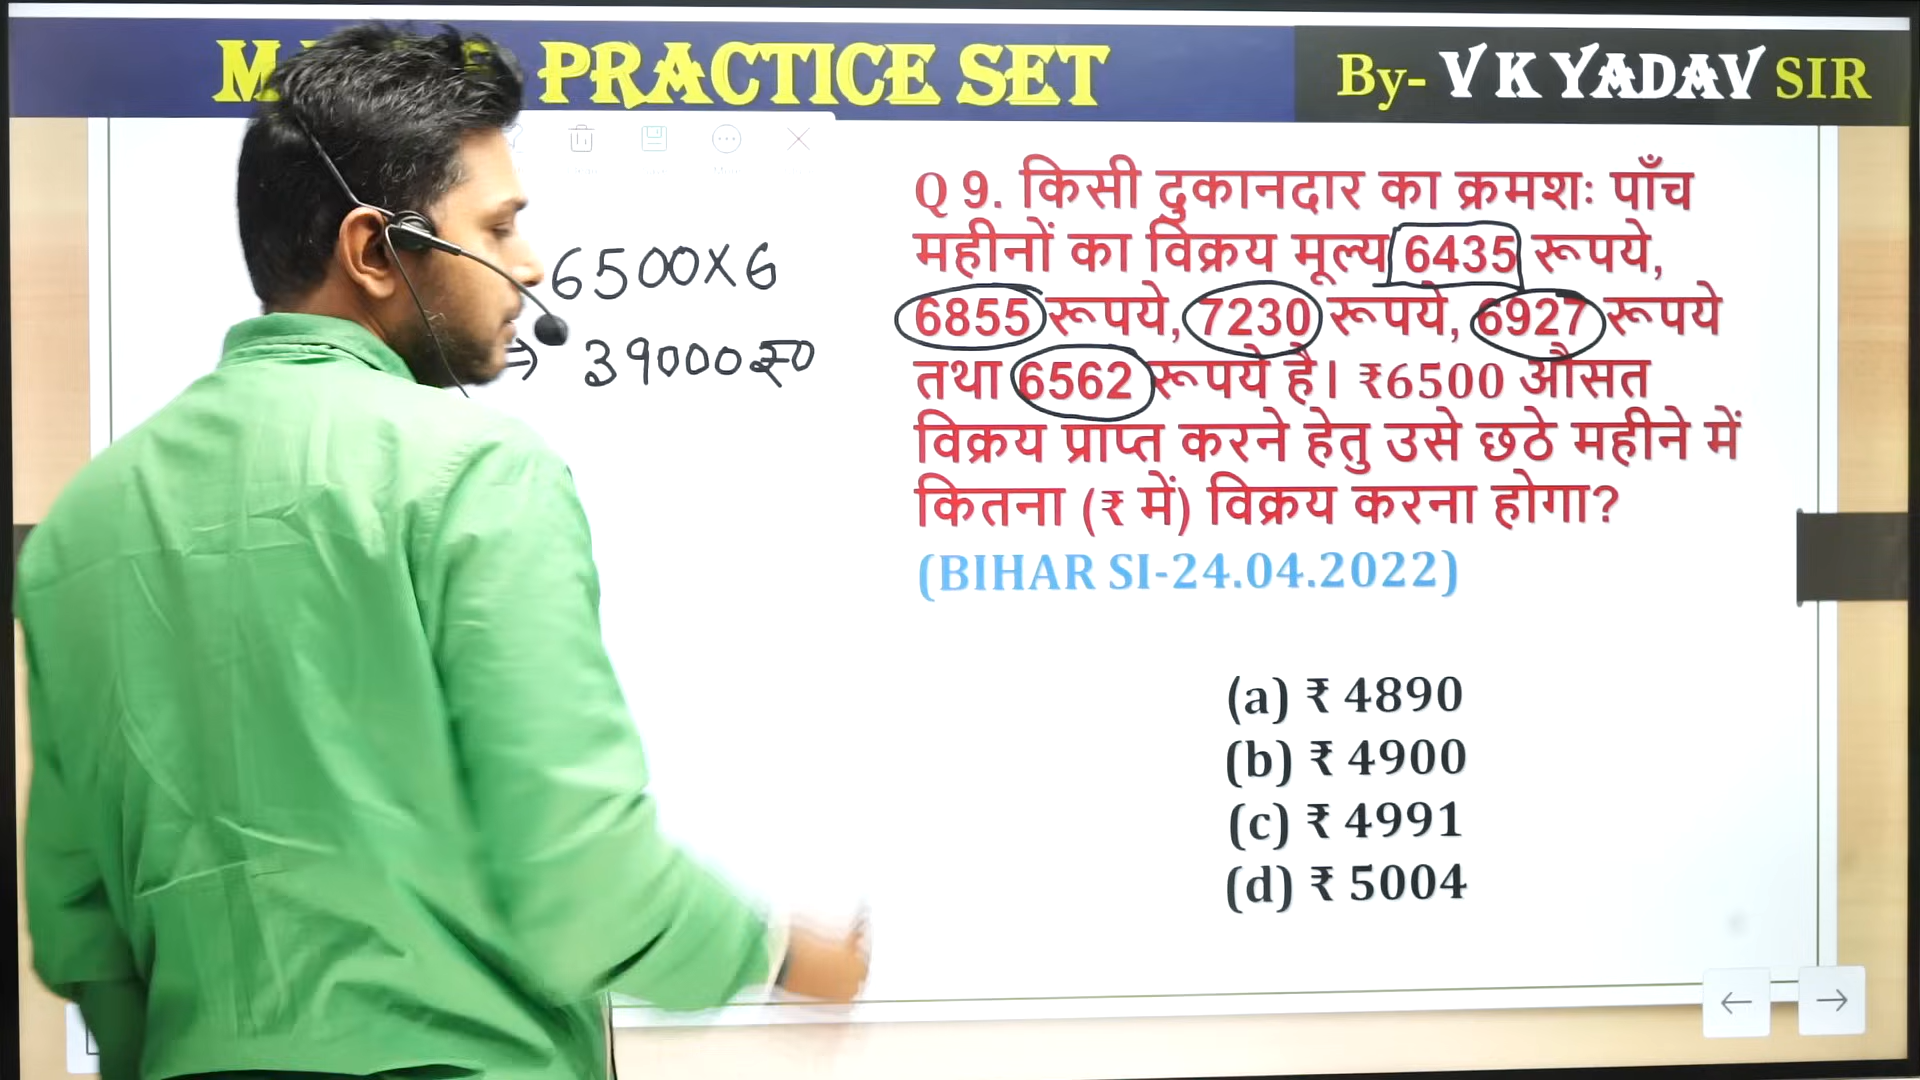 PRACTICE SET
By- V K YADAV SIR
6500×6
⇒ 39000 रू0
Q 9. किसी दुकानदार का क्रमशः पाँच
महीनों का विक्रय मूल्य 6435 रूपये,
6855 रूपये, 7230 रूपये, 6927 रूपये
तथा 6562 रूपये है। ₹6500 औसत
विक्रय प्राप्त करने हेतु उसे छठे महीने में
कितना (₹ में) विक्रय करना होगा?
(BIHAR SI-24.04.2022)
(a) ₹ 4890
(b) ₹ 4900
(c) ₹ 4991
(d) ₹ 5004